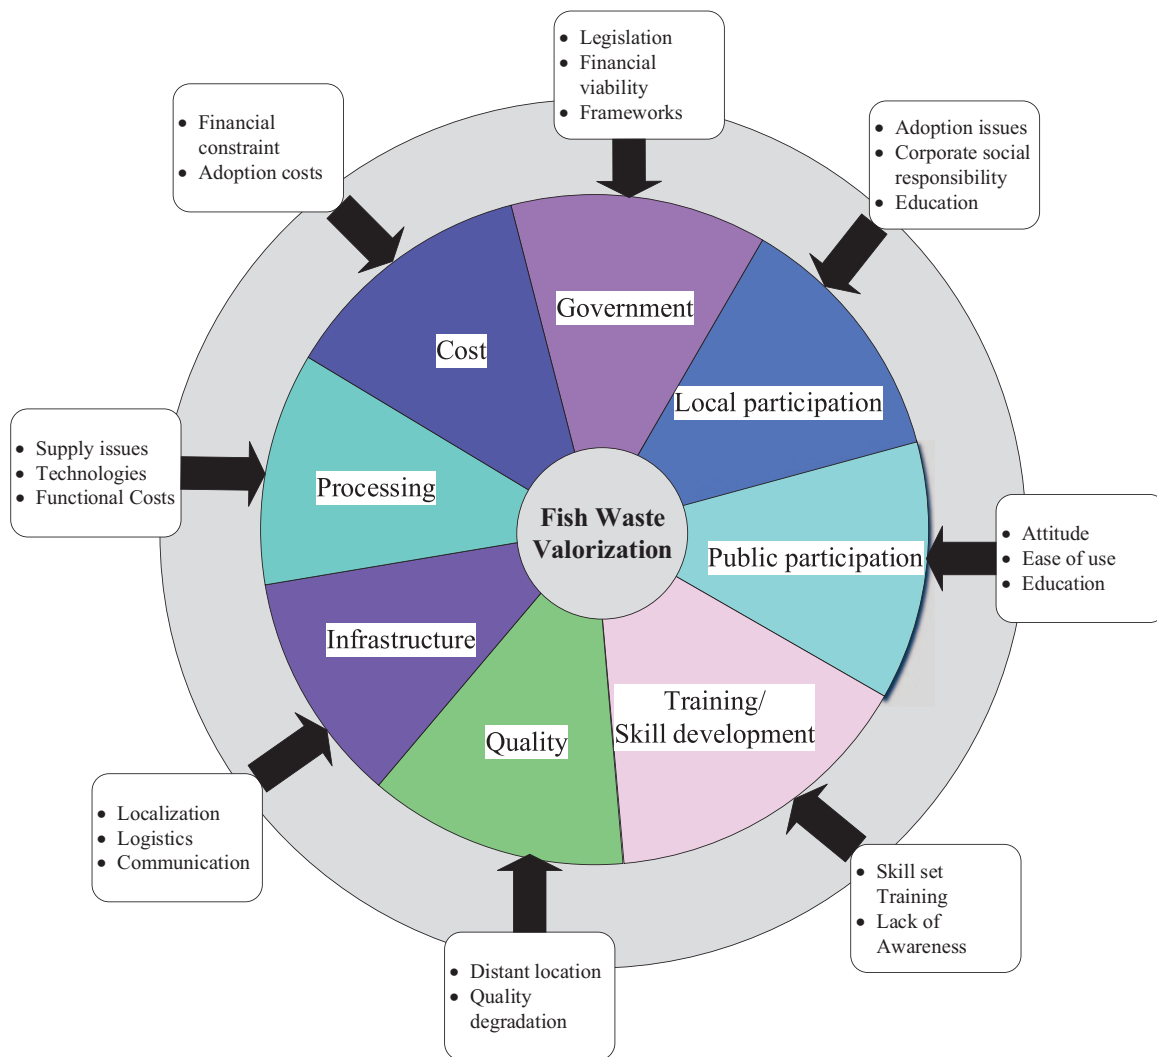 Legislation
Financial
viability
Frameworks
Financial
constraint
Adoption costs
Adoption issues
Corporate social
responsibility
Education
Government
Cost
Local participation
Supply issues
Technologies
Functional Costs
Processing
Fish Waste
Valorization
Public participation
Attitude
Ease of use
Education
Infrastructure
Training/
Skill development
Quality
Localization
Logistics
Communication
Skill set
Training
Lack of
Awareness
Distant location
Quality
degradation